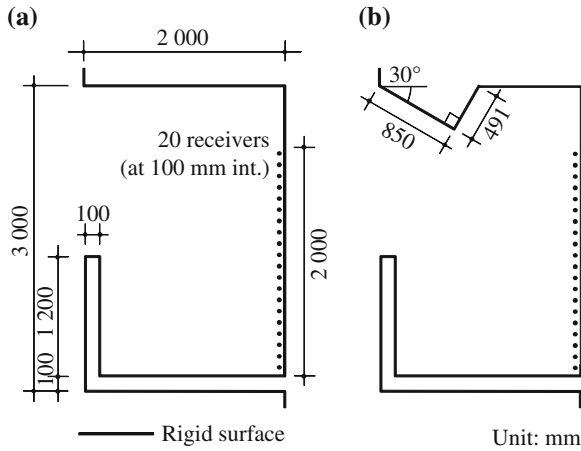 (a)
2 000
20 receivers
(at 100 mm int.)
100
3 000
1 200
100
2 000
Rigid surface
(b)
30°
850
491
Unit: mm